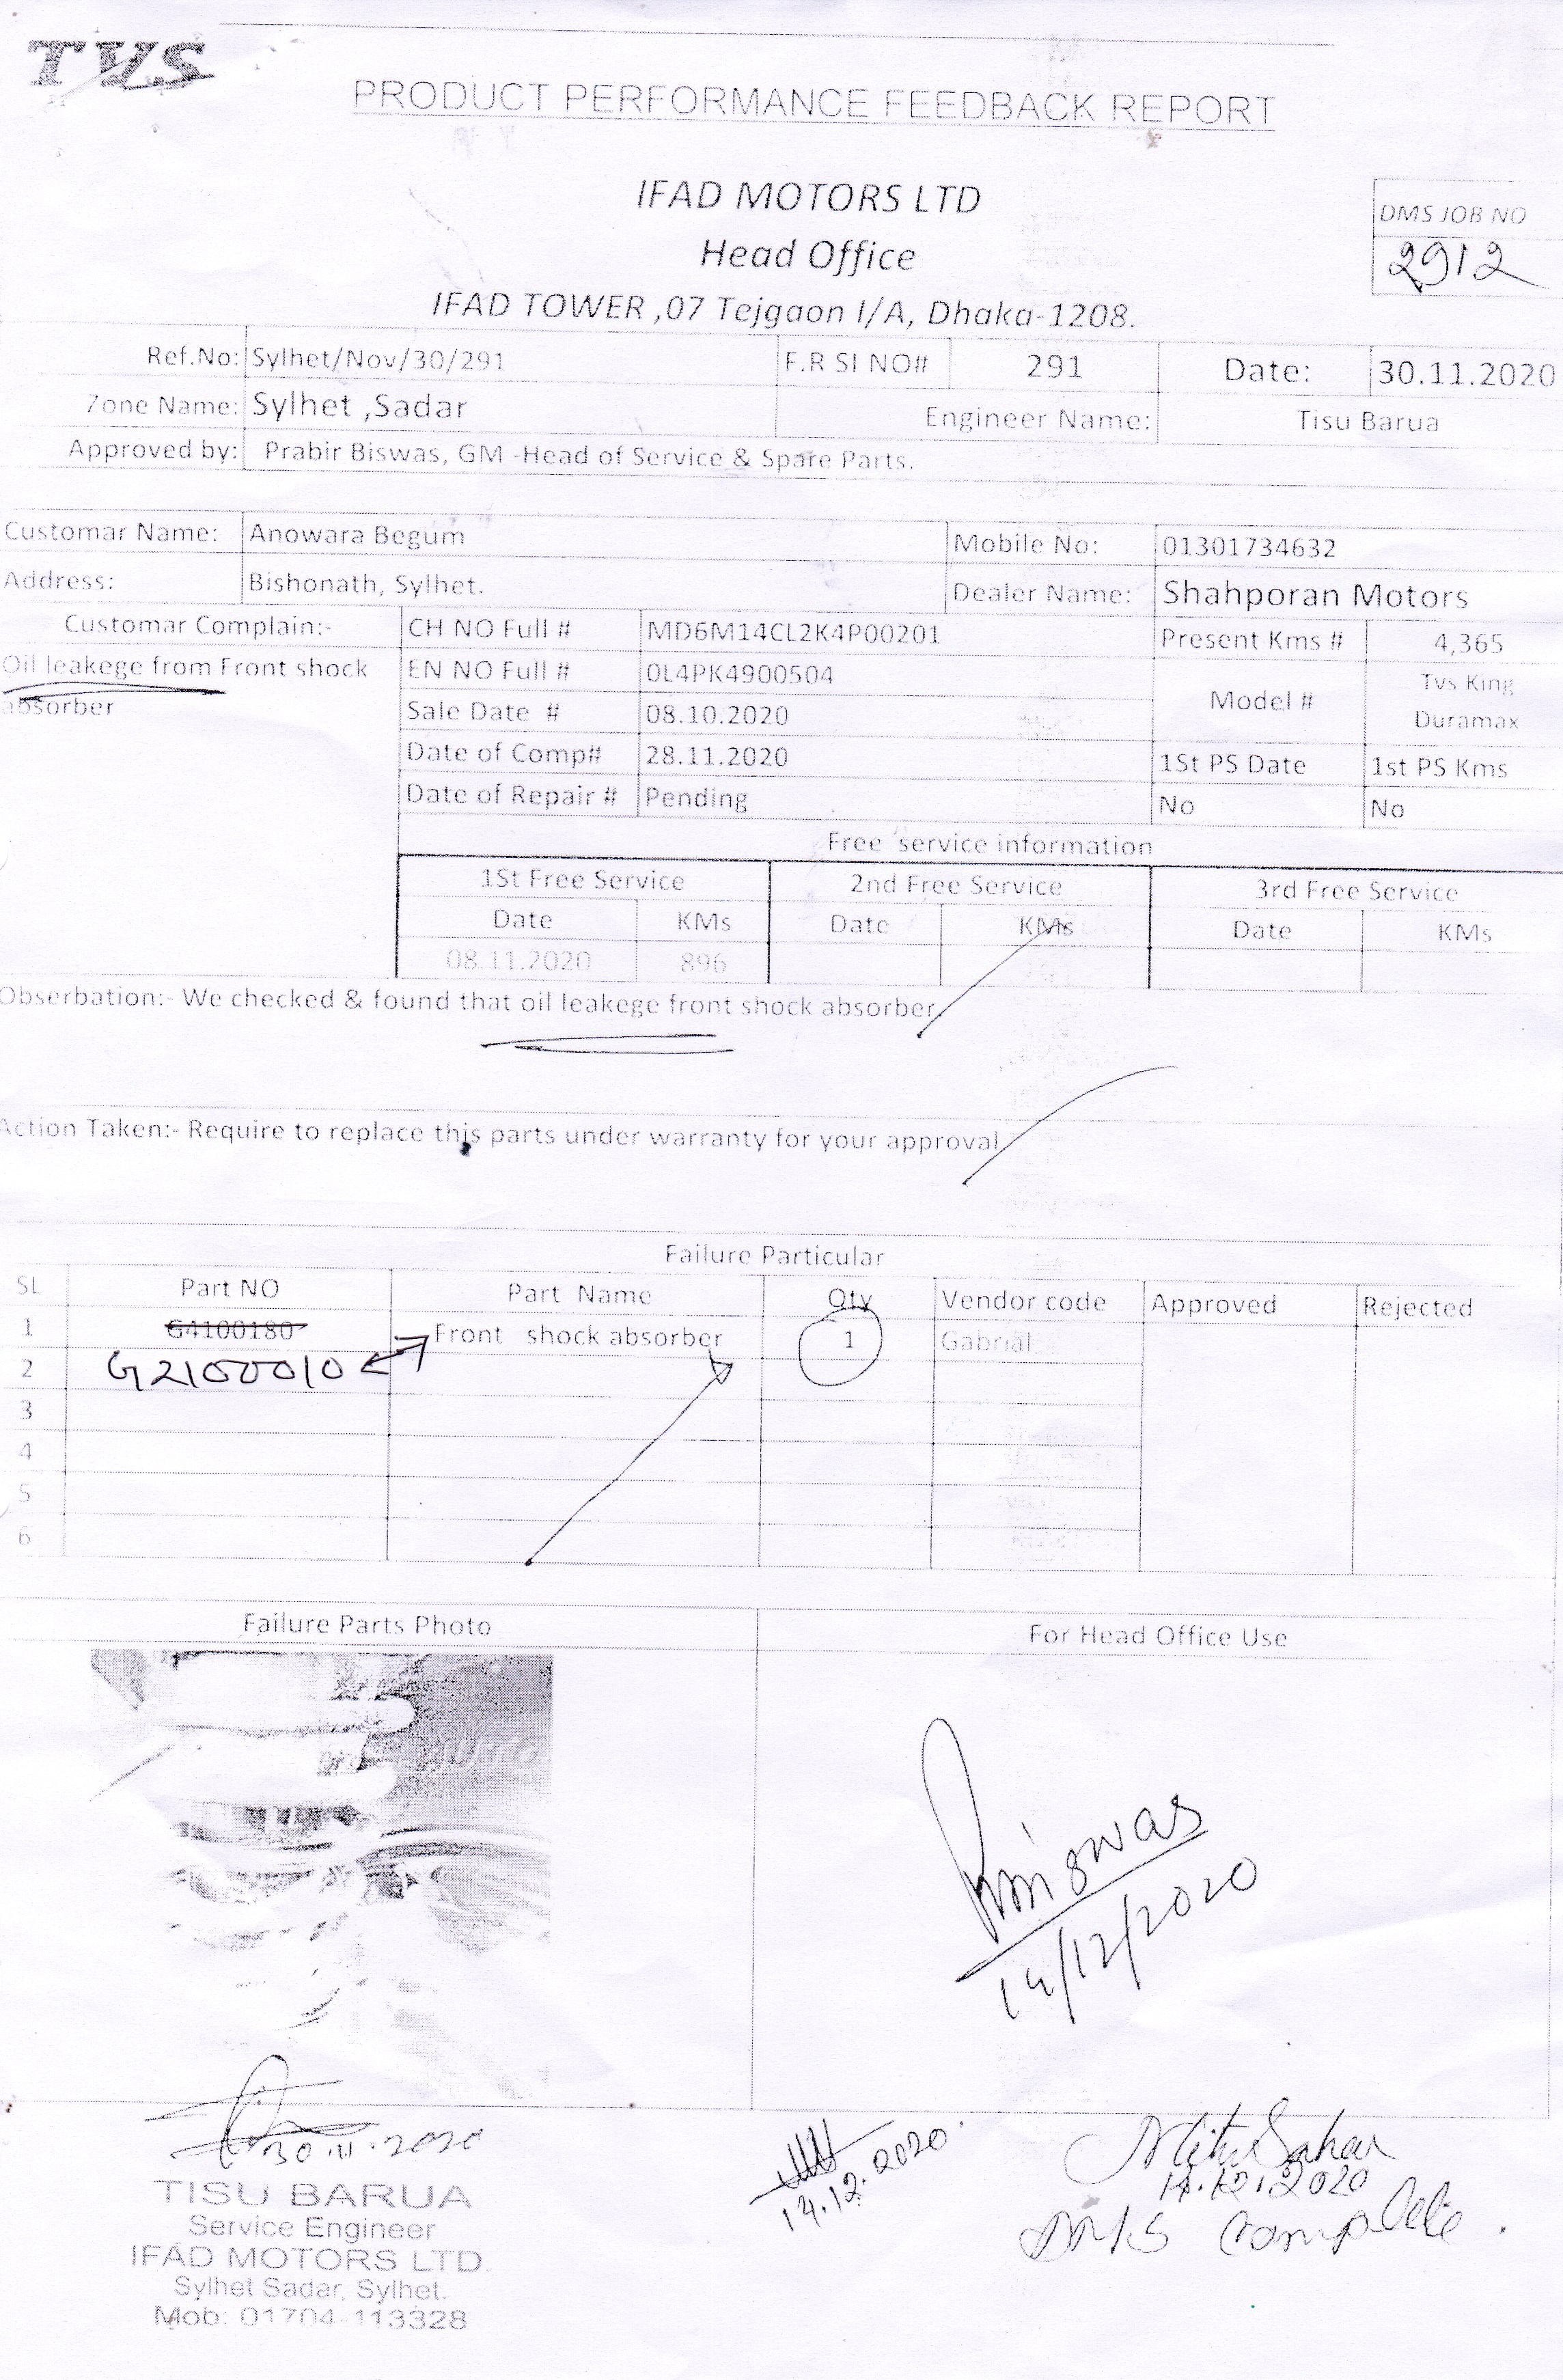 TVS
PRODUCT PERFORMANCE FEEDBACK REPORT
IFAD MOTORS LTD
Head Office
IFAD TOWER ,07 Tejgaon I/A, Dhaka-1208.
DMS JOB NO
2912
Ref.No: Sylhet/Nov/30/291 F.R SI NO# 291 Date: 30.11.2020
Zone Name: Sylhet ,Sadar Engineer Name: Tisu Barua
Approved by: Prabir Biswas, GM -Head of Service & Spare Parts.
Customar Name: Anowara Begum Mobile No: 01301734632
Address: Bishonath, Sylhet. Dealer Name: Shahporan Motors
Customar Complain:- CH NO Full # MD6M14CL2K4P00201 Present Kms # 4,365
Oil leakege from Front shock EN NO Full # 0L4PK4900504 Model # Tvs King
absorber Sale Date # 08.10.2020 Duramax
Date of Comp# 28.11.2020 1St PS Date 1st PS Kms
Date of Repair # Pending No No
Free service information
1St Free Service 2nd Free Service 3rd Free Service
Date KMs Date KMs Date KMs
08.11.2020 896
Obserbation:- We checked & found that oil leakege front shock absorber.
Action Taken:- Require to replace this parts under warranty for your approval
Failure Particular
SL Part NO Part Name Qty Vendor code Approved Rejected
1 G4100180 Front shock absorber 1 Gabrial
2 G2100010
3
4
5
6
Failure Parts Photo For Head Office Use
14/12/2020
30.11.2020
14.12.2020.
14.12.2020
DMS Complete.
TISU BARUA
Service Engineer
IFAD MOTORS LTD.
Sylhet Sadar, Sylhet.
Mob: 01704-113328